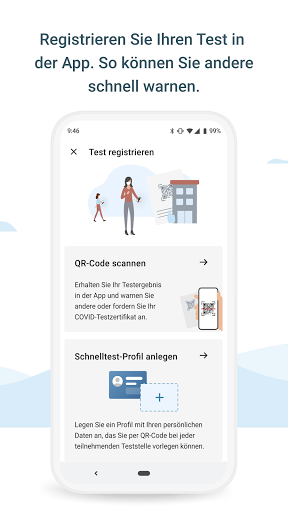 Registrieren Sie Ihren Test in
der App. So können Sie andere
schnell warnen.
9:46
99%
Test registrieren
QR-Code scannen
Erhalten Sie Ihr Testergebnis
in der App und warnen Sie
andere oder fordern Sie Ihr
COVID-Testzertifikat an.
Schnelltest-Profil anlegen
Legen Sie ein Profil mit Ihren persönlichen
Daten an, das Sie per QR-Code bei jeder
teilnehmenden Teststelle vorlegen können.